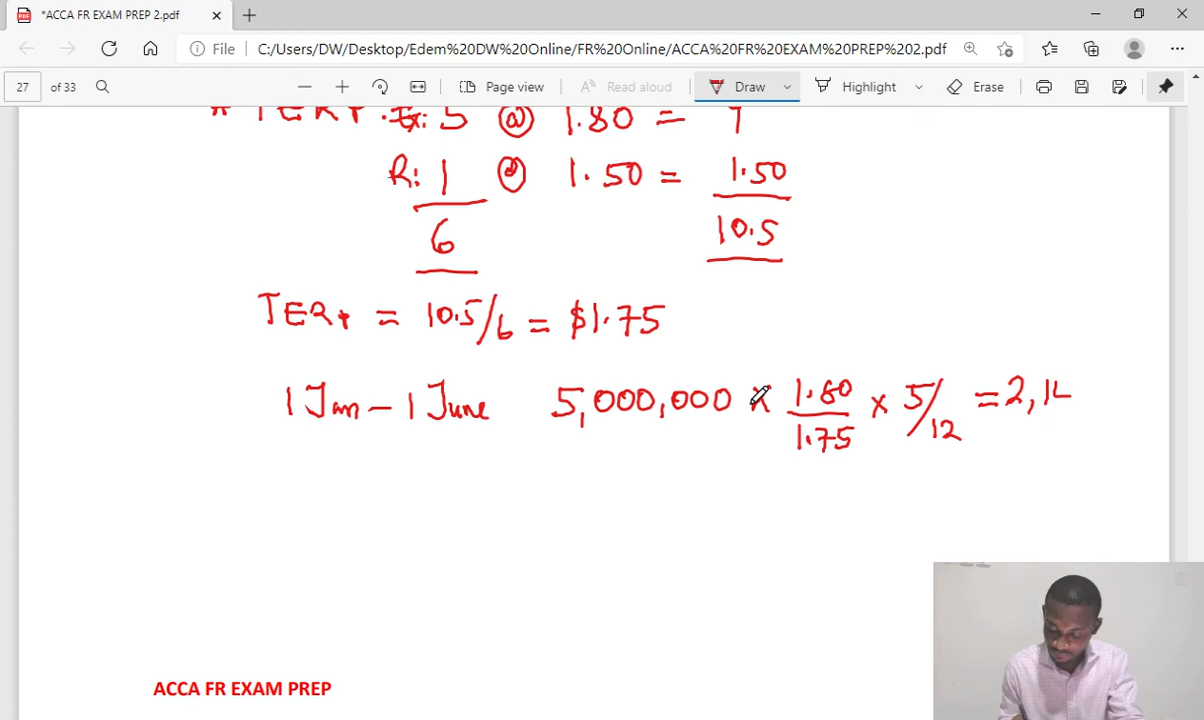 *ACCA FR EXAM PREP 2.pdf
File C:/Users/DW/Desktop/Edem%20DW%20Online/FR%20Online/ACCA%20FR%20EXAM%20PREP%202.pdf
27 of 33 Page view Read aloud Draw Highlight Erase
5 @ 1.80 = 9
R: 1 @ 1.50 = 1.50
6 10.5
TERP = 10.5/6 = $1.75
1 Jan - 1 June 5,000,000 x 1.80/1.75 x 5/12 = 2,14
ACCA FR EXAM PREP